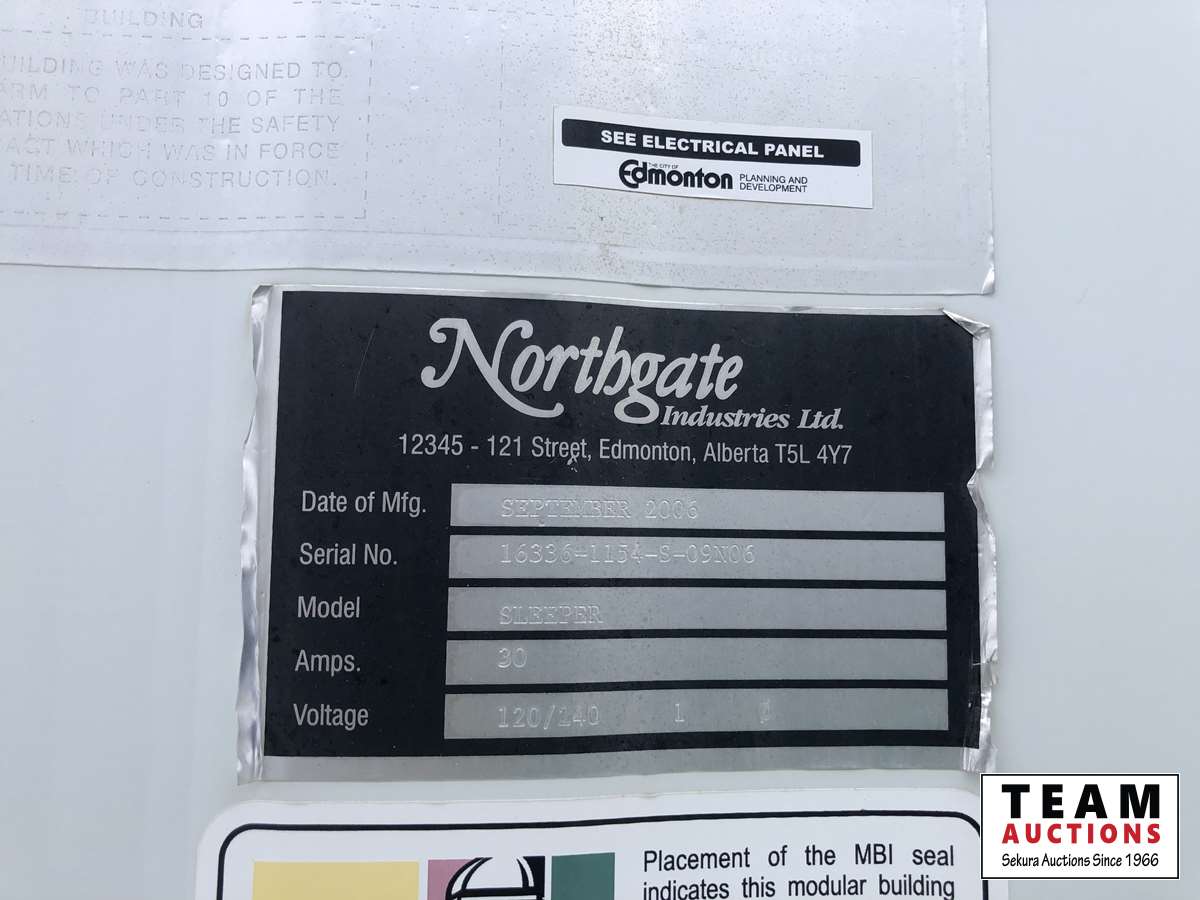 BUILDING
UILDING WAS DESIGNED TO
ARM TO PART 10 OF THE
ATIONS UNDER THE SAFETY
ACT WHICH WAS IN FORCE
TIME OF CONSTRUCTION.
SEE ELECTRICAL PANEL
THE CITY OF
Edmonton PLANNING AND
DEVELOPMENT
Northgate
Industries Ltd.
12345 - 121 Street, Edmonton, Alberta T5L 4Y7
Date of Mfg. SEPTEMBER 2006
Serial No. 16336-1154-S-09N06
Model SLEEPER
Amps. 30
Voltage 120/240 1 ø
Placement of the MBI seal
indicates this modular building
TEAM
AUCTIONS
Sekura Auctions Since 1966